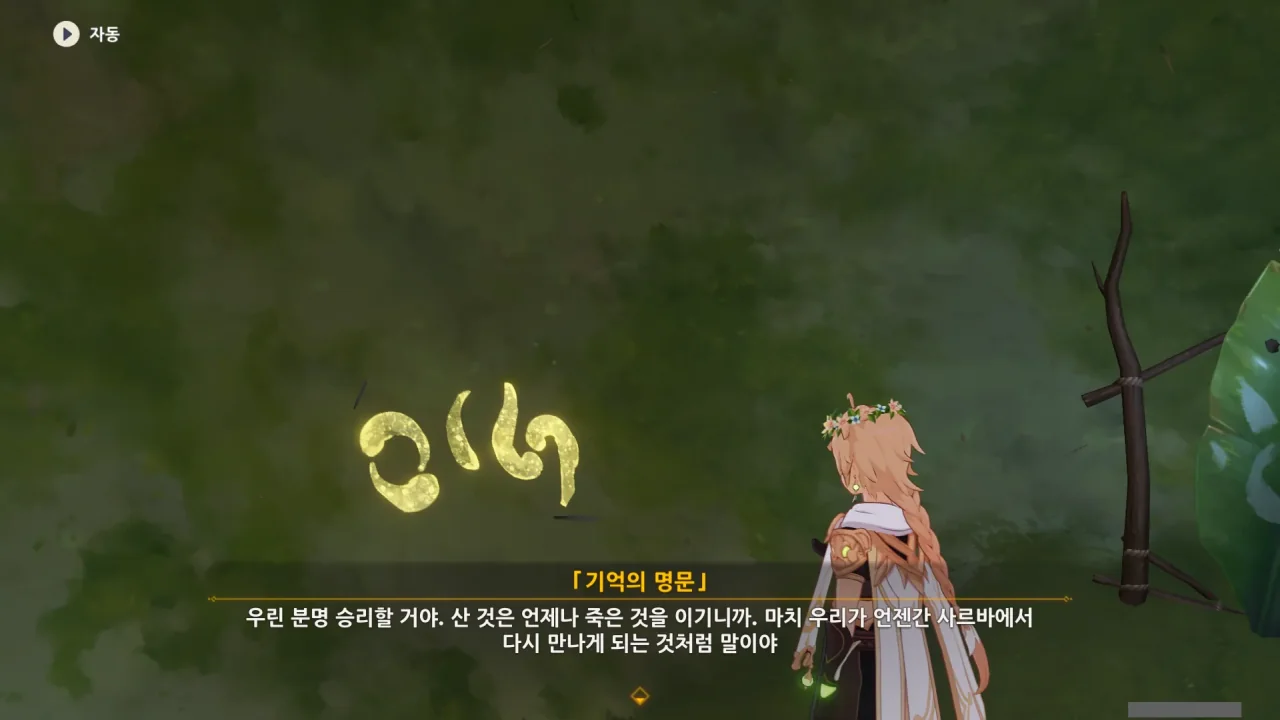 자동
「기억의 명문」
우린 분명 승리할 거야. 산 것은 언제나 죽은 것을 이기니까. 마치 우리가 언젠간 사르바에서
다시 만나게 되는 것처럼 말이야